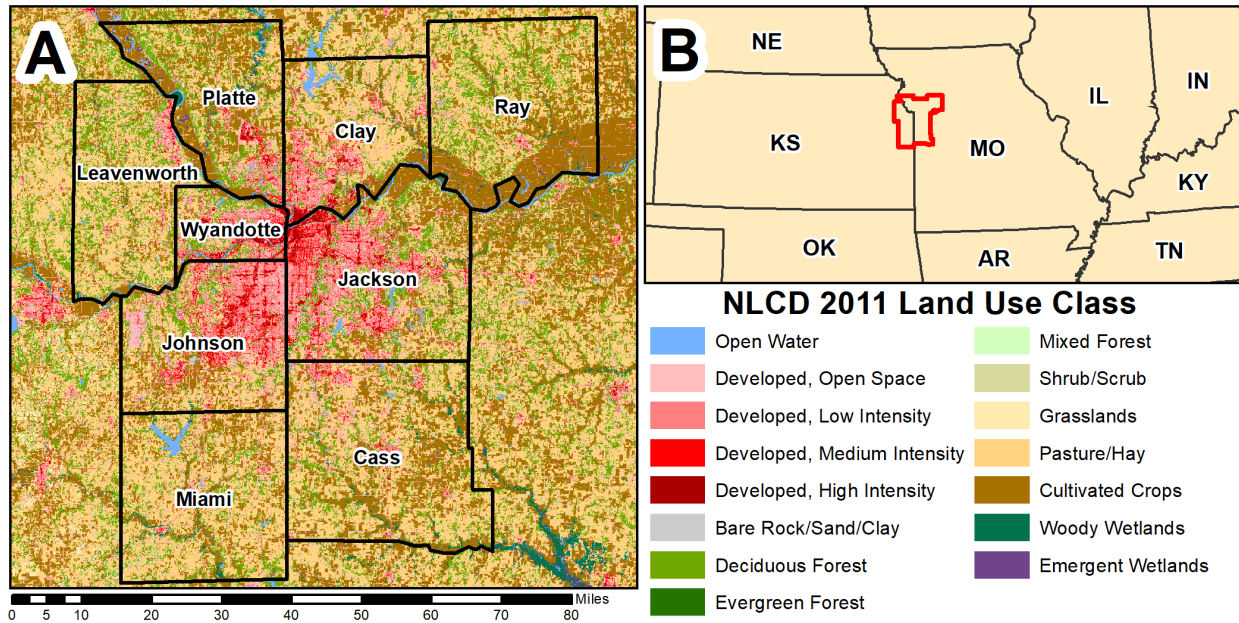 A
Platte
Ray
Clay
Leavenworth
Wyandotte
Jackson
Johnson
Cass
Miami
Miles
0 5 10 20 30 40 50 60 70 80
B
NE
IL
IN
KS
MO
KY
OK
AR
TN
NLCD 2011 Land Use Class
Open Water
Developed, Open Space
Developed, Low Intensity
Developed, Medium Intensity
Developed, High Intensity
Bare Rock/Sand/Clay
Deciduous Forest
Evergreen Forest
Mixed Forest
Shrub/Scrub
Grasslands
Pasture/Hay
Cultivated Crops
Woody Wetlands
Emergent Wetlands